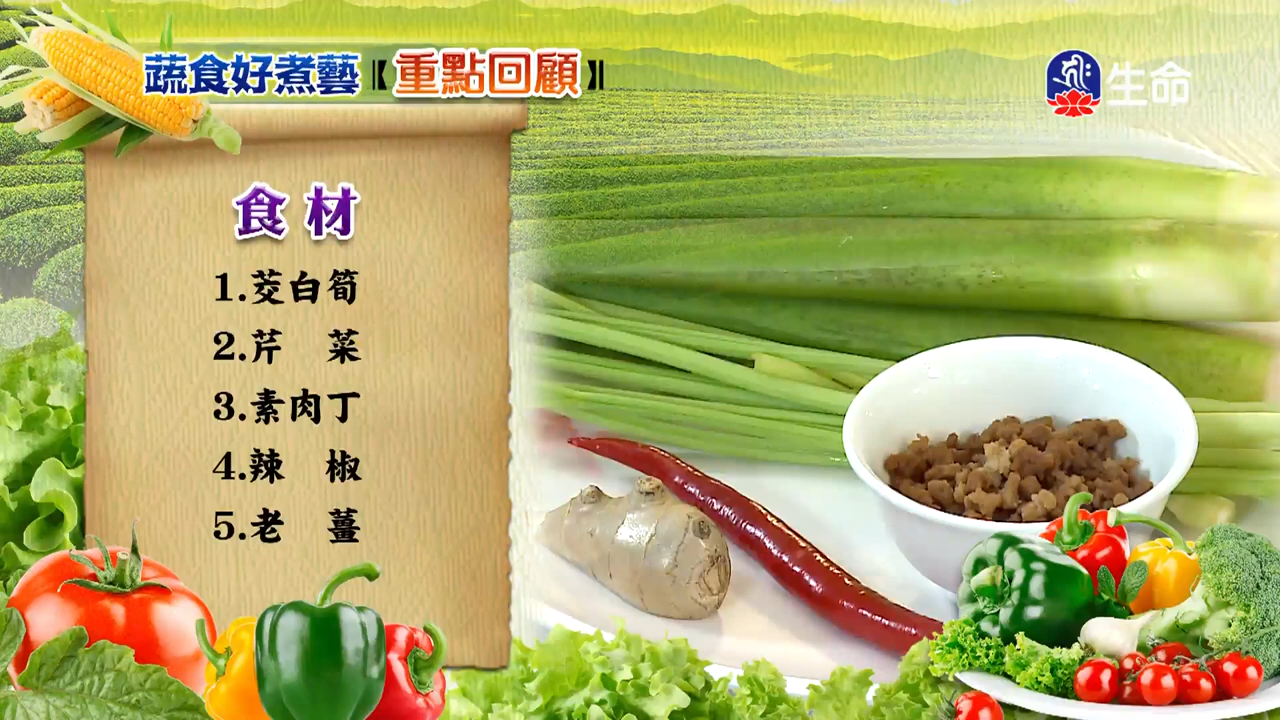 蔬食好煮藝【重點回顧】
生命
食材
1.茭白筍
2.芹　菜
3.素肉丁
4.辣　椒
5.老　薑